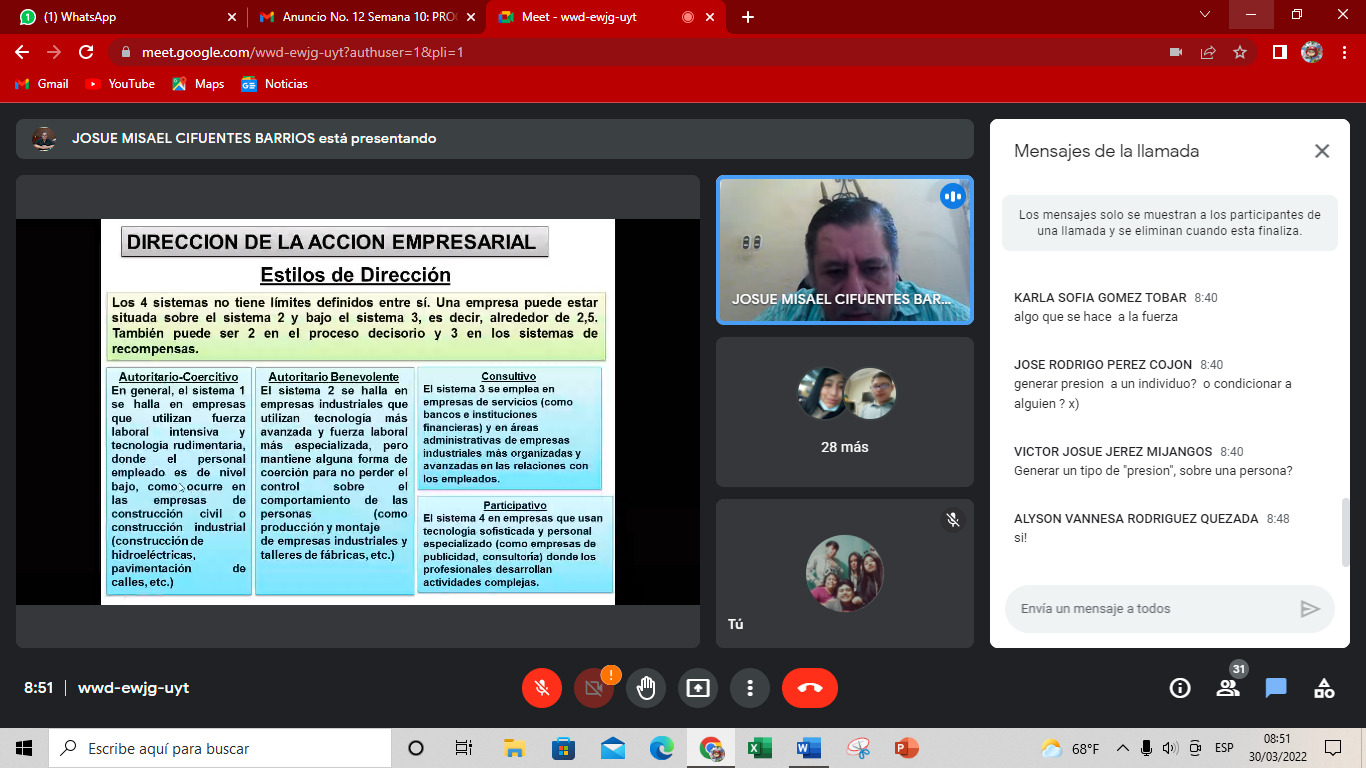 (1) WhatsApp
Anuncio No. 12 Semana 10: PROC
Meet - wwd-ewjg-uyt
meet.google.com/wwd-ewjg-uyt?authuser=1&pli=1
Gmail
YouTube
Maps
Noticias
JOSUE MISAEL CIFUENTES BARRIOS está presentando
DIRECCION DE LA ACCION EMPRESARIAL
Estilos de Dirección
Los 4 sistemas no tiene límites definidos entre sí. Una empresa puede estar
situada sobre el sistema 2 y bajo el sistema 3, es decir, alrededor de 2,5.
También puede ser 2 en el proceso decisorio y 3 en los sistemas de
recompensas.
Autoritario-Coercitivo
En general, el sistema 1
se halla en empresas
que utilizan fuerza
laboral intensiva y
tecnología rudimentaria,
donde el personal
empleado es de nivel
bajo, como ocurre en
las empresas de
construcción civil o
construcción industrial
(construcción de
hidroeléctricas,
pavimentación de
calles, etc.)
Autoritario Benevolente
El sistema 2 se halla en
empresas industriales que
utilizan tecnología más
avanzada y fuerza laboral
más especializada, pero
mantiene alguna forma de
coerción para no perder el
control sobre el
comportamiento de las
personas (como
producción y montaje
de empresas industriales y
talleres de fábricas, etc.)
Consultivo
El sistema 3 se emplea en
empresas de servicios (como
bancos e instituciones
financieras) y en áreas
administrativas de empresas
industriales más organizadas y
avanzadas en las relaciones con
los empleados.
Participativo
El sistema 4 en empresas que usan
tecnología sofisticada y personal
especializado (como empresas de
publicidad, consultoría) donde los
profesionales desarrollan
actividades complejas.
JOSUE MISAEL CIFUENTES BAR...
28 más
Tú
Mensajes de la llamada
Los mensajes solo se muestran a los participantes de
una llamada y se eliminan cuando esta finaliza.
KARLA SOFIA GOMEZ TOBAR 8:40
algo que se hace a la fuerza
JOSE RODRIGO PEREZ COJON 8:40
generar presion a un individuo? o condicionar a
alguien ? x)
VICTOR JOSUE JEREZ MIJANGOS 8:40
Generar un tipo de "presion", sobre una persona?
ALYSON VANNESA RODRIGUEZ QUEZADA 8:48
si!
Envía un mensaje a todos
8:51 | wwd-ewjg-uyt
31
Escribe aquí para buscar
68°F
ESP
08:51
30/03/2022